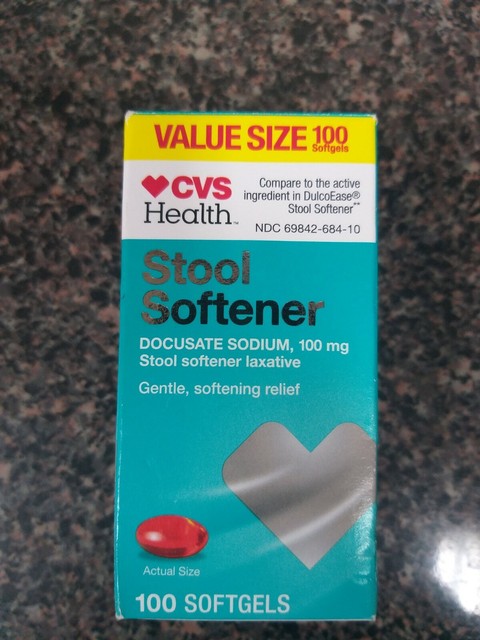 VALUE SIZE 100
Softgels
CVS
Health™
Compare to the active
ingredient in DulcoEase®
Stool Softener**
NDC 69842-684-10
Stool
Softener
DOCUSATE SODIUM, 100 mg
Stool softener laxative
Gentle, softening relief
Actual Size
100 SOFTGELS